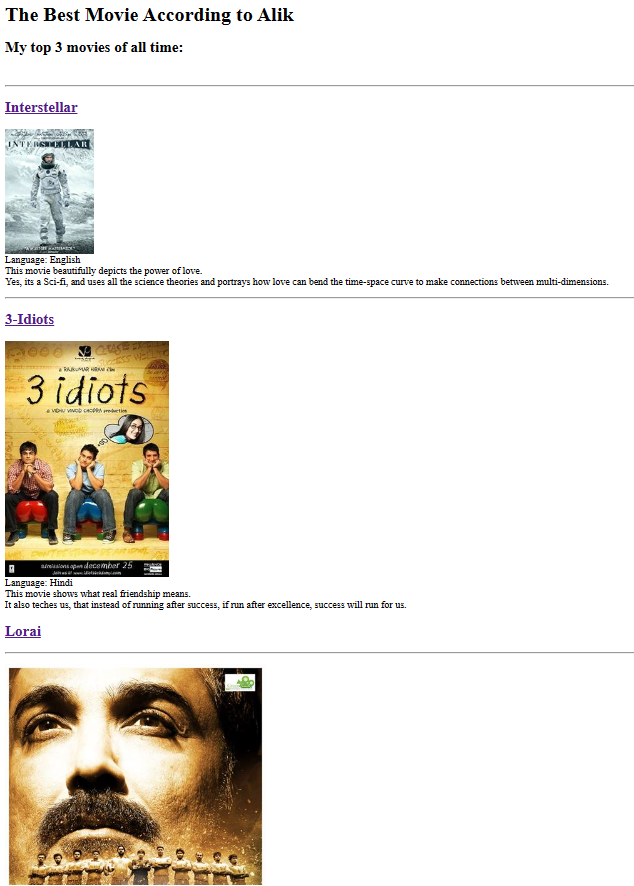 The Best Movie According to Alik
My top 3 movies of all time:
Interstellar
INTERSTELLAR
Language: English
This movie beautifully depicts the power of love.
Yes, its a Sci-fi, and uses all the science theories and portrays how love can bend the time-space curve to make connections between multi-dimensions.
3-Idiots
a RAJKUMAR HIRANI film
3 idiots
a VIDHU VINOD CHOPRA production
admissions open december 25
Language: Hindi
This movie shows what real friendship means.
It also teches us, that instead of running after success, if run after excellence, success will run for us.
Lorai